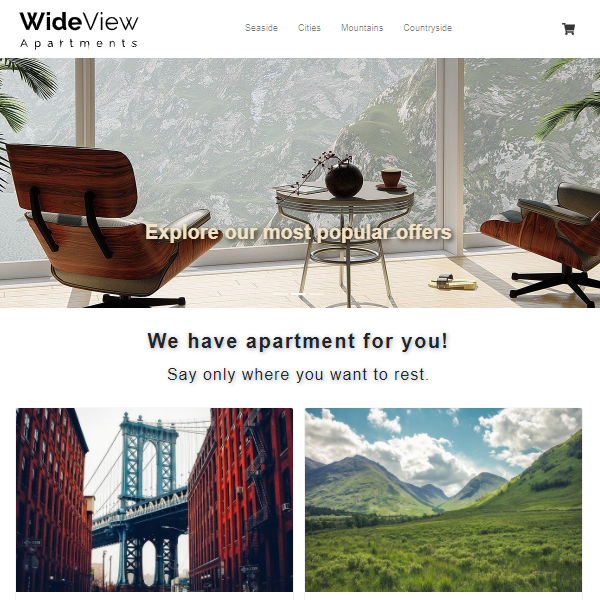 WideView
Apartments
Seaside Cities Mountains Countryside
Explore our most popular offers
We have apartment for you!
Say only where you want to rest.